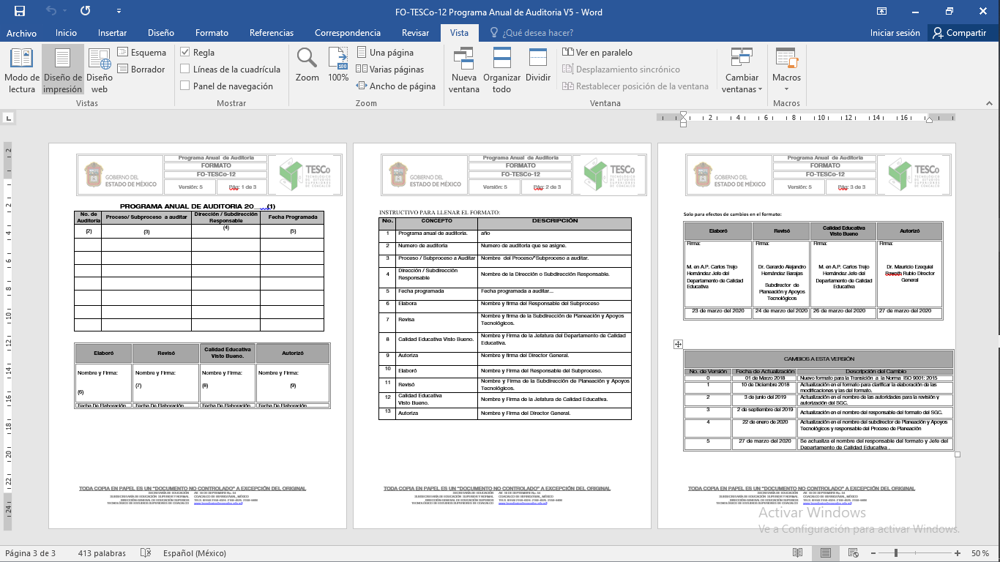 FO-TESCo-12 Programa Anual de Auditoria V5 - Word
Archivo Inicio Insertar Diseño Formato Referencias Correspondencia Revisar Vista ¿Qué desea hacer? Iniciar sesión Compartir
Modo de lectura
Diseño de impresión
Diseño web
Esquema
Borrador
Vistas
Regla
Líneas de la cuadrícula
Panel de navegación
Mostrar
Zoom
100%
Una página
Varias páginas
Ancho de página
Zoom
Nueva ventana
Organizar todo
Dividir
Ver en paralelo
Desplazamiento sincrónico
Restablecer posición de la ventana
Cambiar ventanas
Ventana
Macros
Macros
2 4 6 8 10 12 14 16
2 2 4 6 8 10 12 14 16 18 20 22 24
GOBIERNO DEL
ESTADO DE MÉXICO
Programa Anual de Auditoria
FORMATO
FO-TESCo-12
Versión: 5 Pág: 1 de 3
TESCo
PROGRAMA ANUAL DE AUDITORIA 20__ (1)
No. de Auditoría Proceso/ Subproceso a auditar Dirección / Subdirección Responsable Fecha Programada
(2) (3) (4) (5)
Elaboró Revisó Calidad Educativa Visto Bueno. Autorizó
Nombre y Firma: Nombre y Firma: Nombre y Firma: Nombre y Firma:
(6) (7) (8) (9)
Fecha De Elaboración Fecha De Elaboración Fecha De Elaboración Fecha De Elaboración
TODA COPIA EN PAPEL ES UN "DOCUMENTO NO CONTROLADO" A EXCEPCIÓN DEL ORIGINAL
GOBIERNO DEL
ESTADO DE MÉXICO
Programa Anual de Auditoria
FORMATO
FO-TESCo-12
Versión: 5 Pág: 2 de 3
TESCo
INSTRUCTIVO PARA LLENAR EL FORMATO:
No. CONCEPTO DESCRIPCIÓN
1 Programa anual de auditoria. año
2 Numero de auditoria Numero de auditoria que se asigne.
3 Proceso / Subproceso a Auditar Nombre del Proceso/"Subproceso a auditar.
4 Dirección / Subdirección Responsable Nombre de la Dirección o Subdirección Responsable.
5 Fecha programada Fecha programada a auditar...
6 Elabora Nombre y firma del Responsable del Subproceso
7 Revisa Nombre y firma de la Subdirección de Planeación y Apoyos Tecnológicos.
8 Calidad Educativa Visto Bueno. Nombre y Firma de la Jefatura del Departamento de Calidad Educativa.
9 Autoriza Nombre y firma del Director General.
10 Elaboró Nombre y Firma del Responsable del Subproceso.
11 Revisó Nombre y Firma de la Subdirección de Planeación y Apoyos Tecnológicos.
12 Calidad Educativa Visto Bueno. Nombre y Firma de la Jefatura de Calidad Educativa.
13 Autoriza Nombre y Firma del Director General.
TODA COPIA EN PAPEL ES UN "DOCUMENTO NO CONTROLADO" A EXCEPCIÓN DEL ORIGINAL
GOBIERNO DEL
ESTADO DE MÉXICO
Programa Anual de Auditoria
FORMATO
FO-TESCo-12
Versión: 5 Pág: 3 de 3
TESCo
Solo para efectos de cambios en el formato:
Elaboró Revisó Calidad Educativa Visto Bueno Autorizó
Firma: Firma: Firma: Firma:
M. en A.P. Carlos Trejo Hernández Jefe del Departamento de Calidad Educativa
Dr. Gerardo Alejandro Hernández Barajas
Subdirector de Planeación y Apoyos Tecnológicos
M. en A.P. Carlos Trejo Hernández Jefe del Departamento de Calidad Educativa
Dr. Mauricio Ezequiel Rubio Director General
23 de marzo del 2020 24 de marzo del 2020 26 de marzo del 2020 27 de marzo del 2020
CAMBIOS A ESTA VERSIÓN
No. de Versión Fecha de Actualización Descripción del Cambio
0 01 de Marzo 2018 Nuevo formato para la Transición a la Norma ISO 9001: 2015
1 10 de Diciembre 2018 Actualización en el formato para clarificar la elaboración de las modificaciones y las del formato.
2 3 de junio del 2019 Actualización en el nombre de las autoridades para la revisión y autorización del SGC.
3 2 de septiembre del 2019 Actualización en el nombre del responsable del formato del SGC.
4 22 de enero de 2020 Actualización en el nombre del subdirector de Planeación y Apoyos Tecnológicos y responsable del Proceso de Planeación
5 27 de marzo del 2020 Se actualiza el nombre del responsable del formato y Jefe del Departamento de Calidad Educativa .
TODA COPIA EN PAPEL ES UN "DOCUMENTO NO CONTROLADO" A EXCEPCIÓN DEL ORIGINAL
Activar Windows
Ve a Configuración para activar Windows.
Página 3 de 3 413 palabras Español (México) 50 %